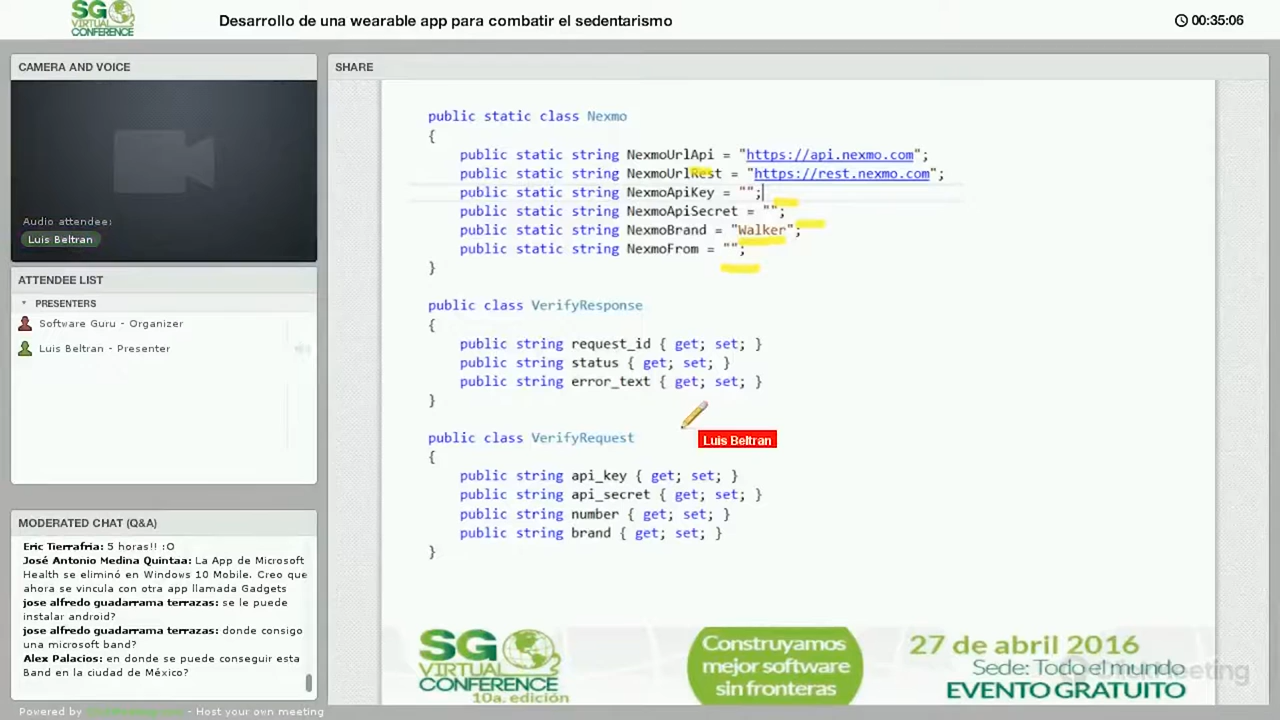 SG
VIRTUAL
CONFERENCE
Desarrollo de una wearable app para combatir el sedentarismo
00:35:06
CAMERA AND VOICE
Audio attendee:
Luis Beltran
ATTENDEE LIST
PRESENTERS
Software Guru - Organizer
Luis Beltran - Presenter
MODERATED CHAT (Q&A)
Eric Tierrafria: 5 horas!! :O
José Antonio Medina Quintaa: La App de Microsoft
Health se eliminó en Windows 10 Mobile. Creo que
ahora se vincula con otra app llamada Gadgets
jose alfredo guadarrama terrazas: se le puede
instalar android?
jose alfredo guadarrama terrazas: donde consigo
una microsoft band?
Alex Palacios: en donde se puede conseguir esta
Band en la ciudad de México?
Powered by - Host your own meeting
SHARE
public static class Nexmo
{
public static string NexmoUrlApi = "https://api.nexmo.com";
public static string NexmoUrlRest = "https://rest.nexmo.com";
public static string NexmoApiKey = "";
public static string NexmoApiSecret = "";
public static string NexmoBrand = "Walker";
public static string NexmoFrom = "";
}
public class VerifyResponse
{
public string request_id { get; set; }
public string status { get; set; }
public string error_text { get; set; }
}
Luis Beltran
public class VerifyRequest
{
public string api_key { get; set; }
public string api_secret { get; set; }
public string number { get; set; }
public string brand { get; set; }
}
SG
VIRTUAL
CONFERENCE
10a. edición
Construyamos
mejor software
sin fronteras
27 de abril 2016
Sede: Todo el mundo
EVENTO GRATUITO